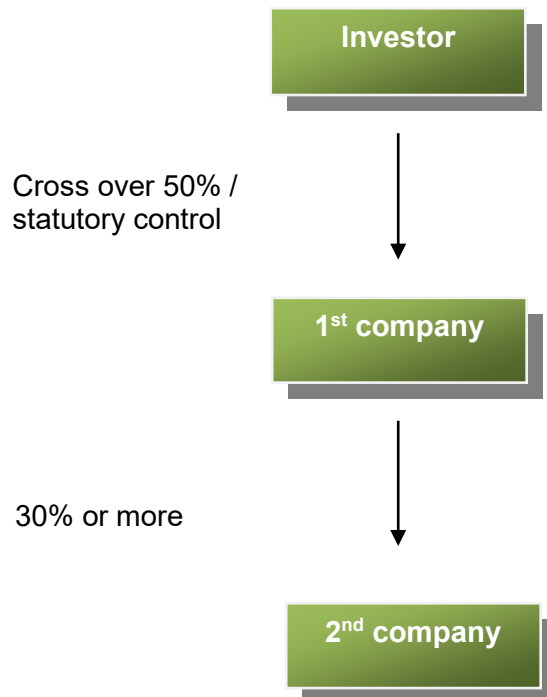 Investor
Cross over 50% /
statutory control
1st company
30% or more
2nd company